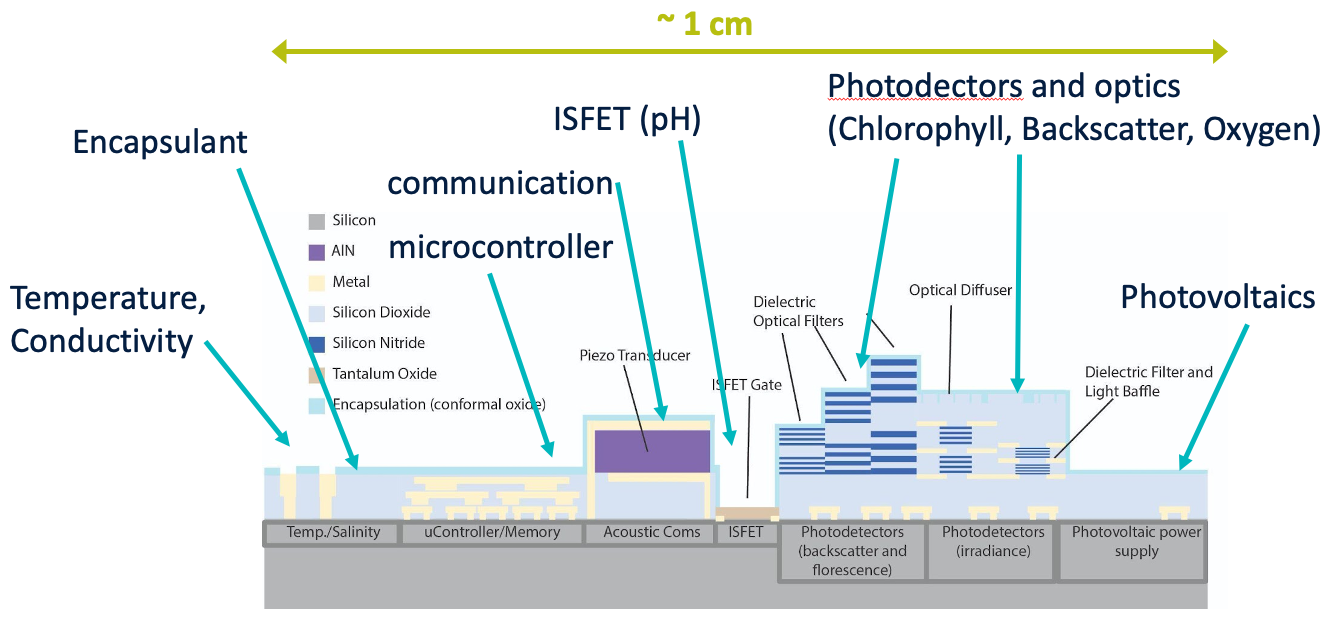 ~ 1 cm
Photodectors and optics
(Chlorophyll, Backscatter, Oxygen)
ISFET (pH)
Encapsulant
communication
microcontroller
Temperature,
Conductivity
Photovoltaics
Silicon
AIN
Metal
Silicon Dioxide
Silicon Nitride
Tantalum Oxide
Encapsulation (conformal oxide)
Piezo Transducer
ISFET Gate
Dielectric
Optical Filters
Optical Diffuser
Dielectric Filter and
Light Baffle
Temp./Salinity
uController/Memory
Acoustic Coms
ISFET
Photodetectors
(backscatter and
florescence)
Photodetectors
(irradiance)
Photovoltaic power
supply